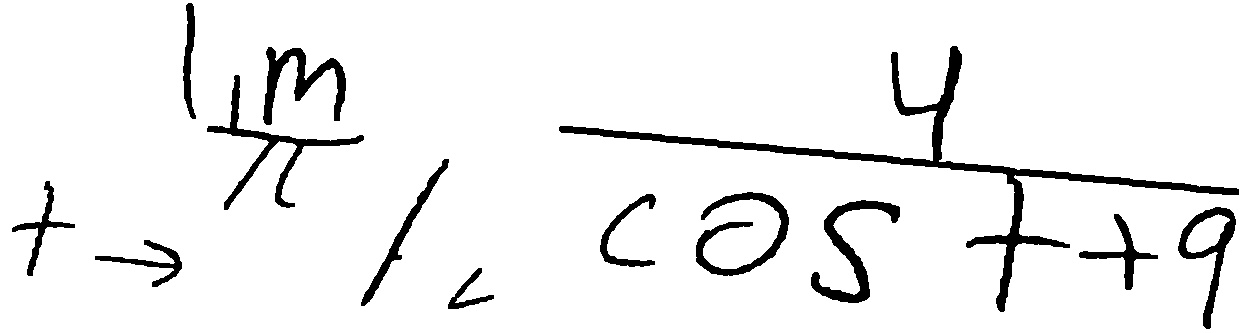 lim t → π/2 4/(cos t + 9)